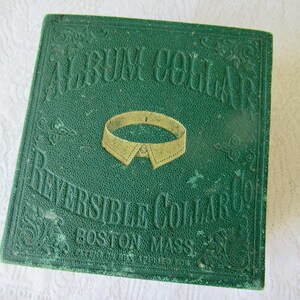 ALBUM COLLAR
REVERSIBLE COLLAR CO.
BOSTON MASS.